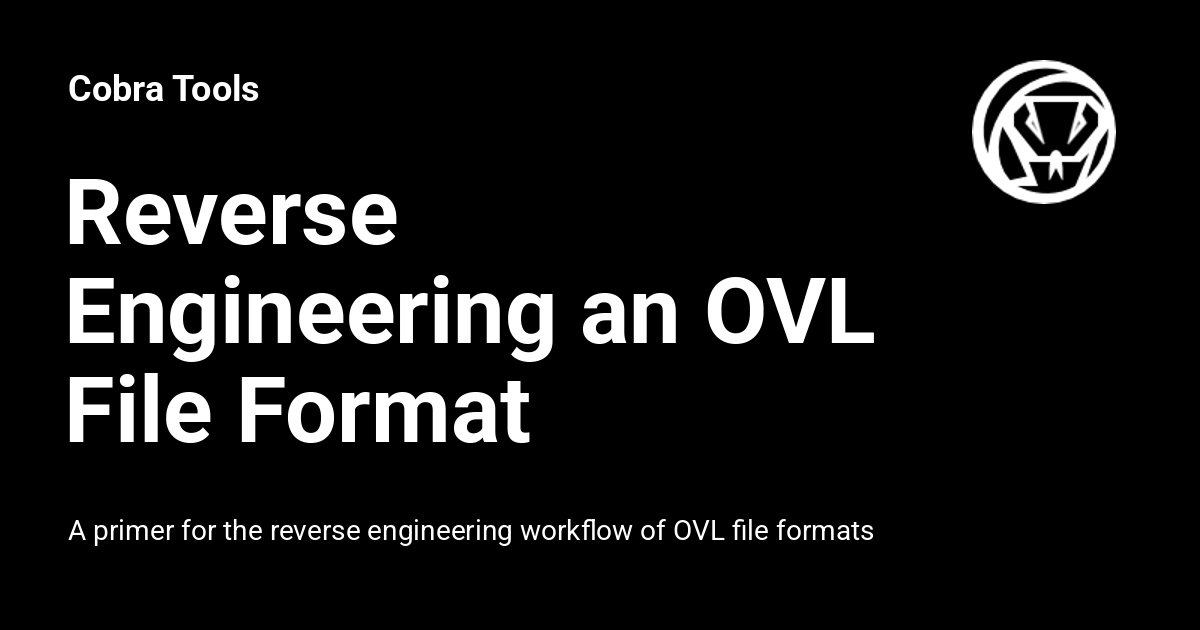 Cobra Tools
Reverse
Engineering an OVL
File Format
A primer for the reverse engineering workflow of OVL file formats